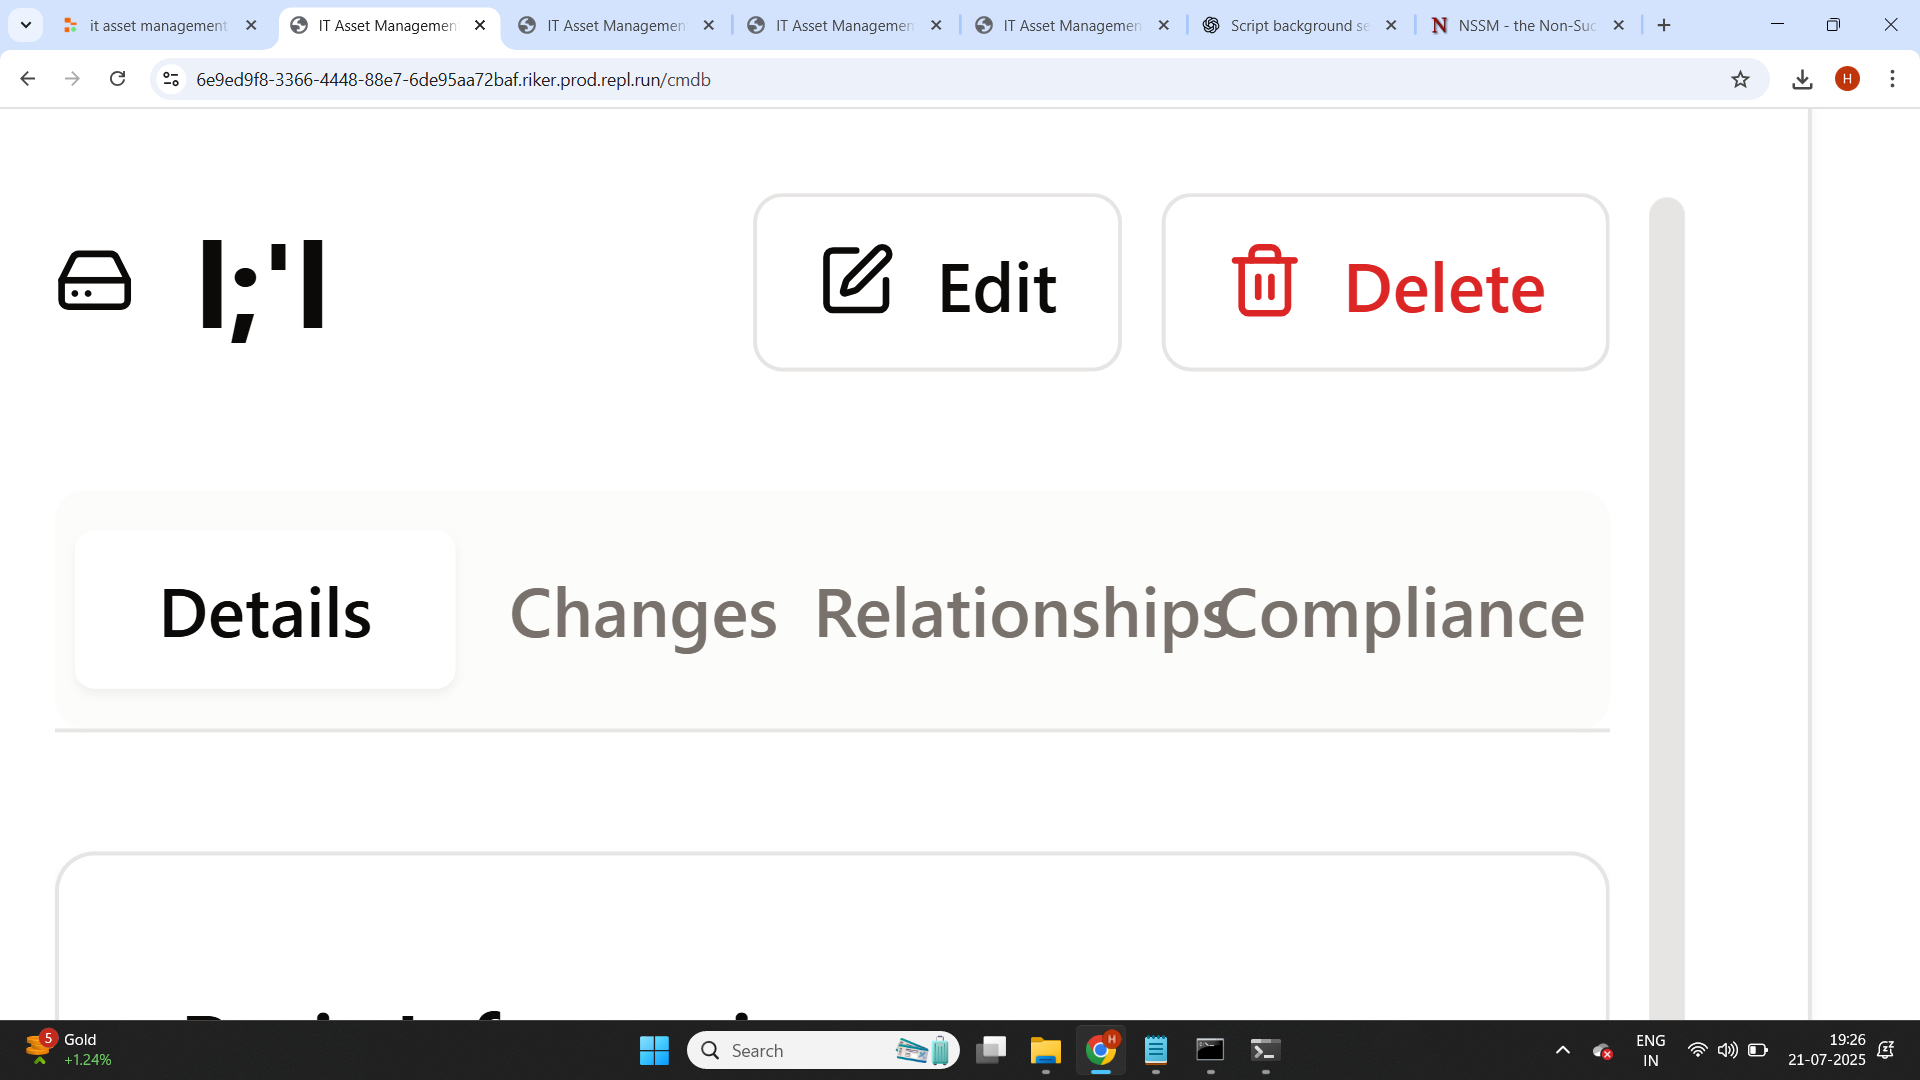 it asset management
IT Asset Managemen
IT Asset Managemen
IT Asset Managemen
IT Asset Managemen
Script background se
N
NSSM - the Non-Suc
6e9ed9f8-3366-4448-88e7-6de95aa72baf.riker.prod.repl.run/cmdb
H
l;'l
Edit
Delete
Details
Changes
Relationships
Compliance
Basic Information
5
Gold
+1.24%
Search
H
ENG
IN
19:26
21-07-2025